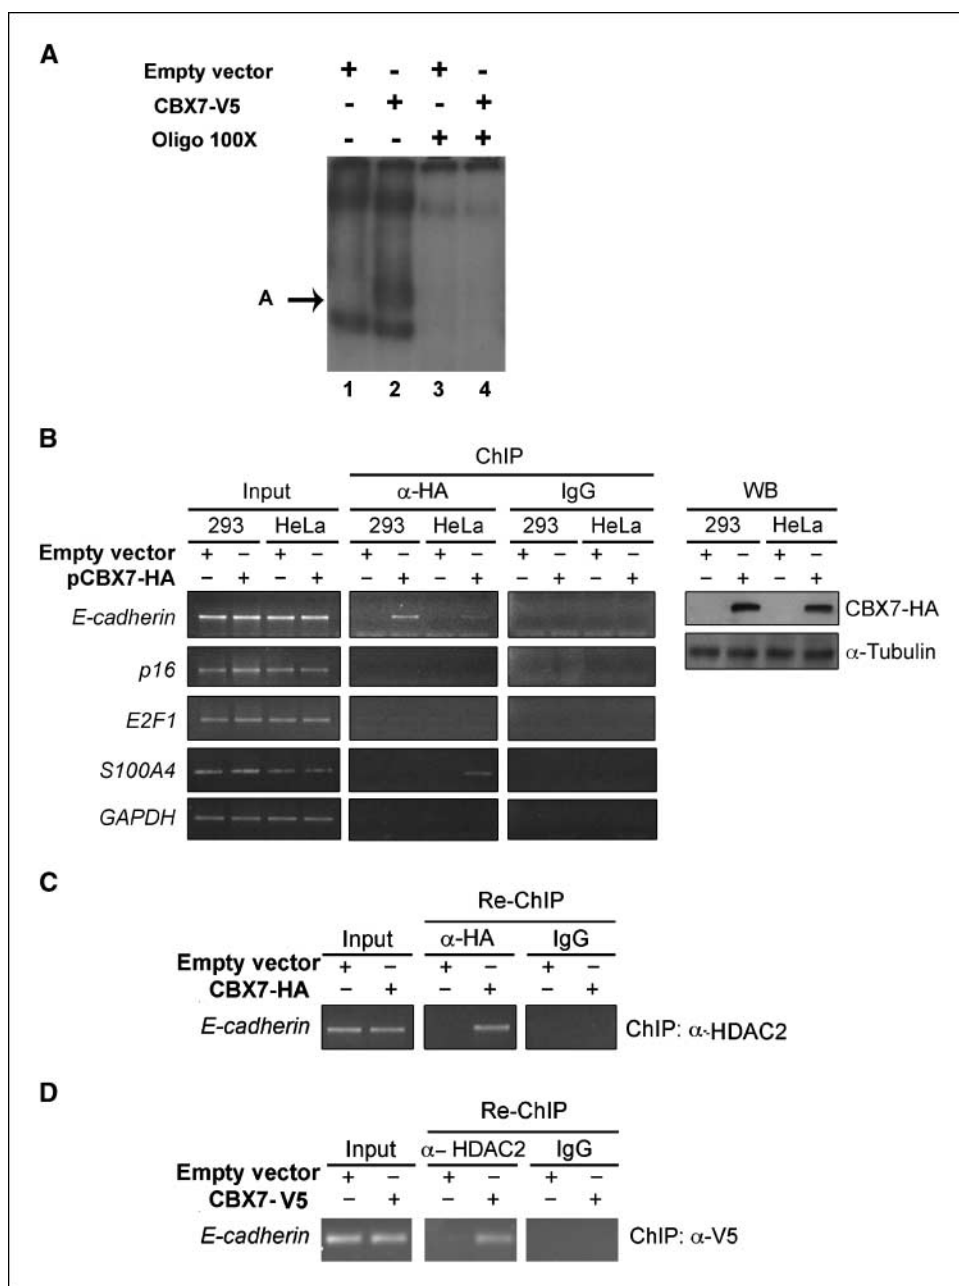 A
Empty vector + - + -
CBX7-V5 - + - +
Oligo 100X - - + +
A
1 2 3 4
B
ChIP
Input α-HA IgG WB
293 HeLa 293 HeLa 293 HeLa 293 HeLa
Empty vector + – + – + – + – + – + – + – + –
pCBX7-HA – + – + – + – + – + – + – + – +
E-cadherin CBX7-HA
p16 α-Tubulin
E2F1
S100A4
GAPDH
C
Re-ChIP
Input α-HA IgG
Empty vector + – + – + –
CBX7-HA – + – + – +
E-cadherin ChIP: α-HDAC2
D
Re-ChIP
Input α– HDAC2 IgG
Empty vector + – + – + –
CBX7-V5 – + – + – +
E-cadherin ChIP: α-V5